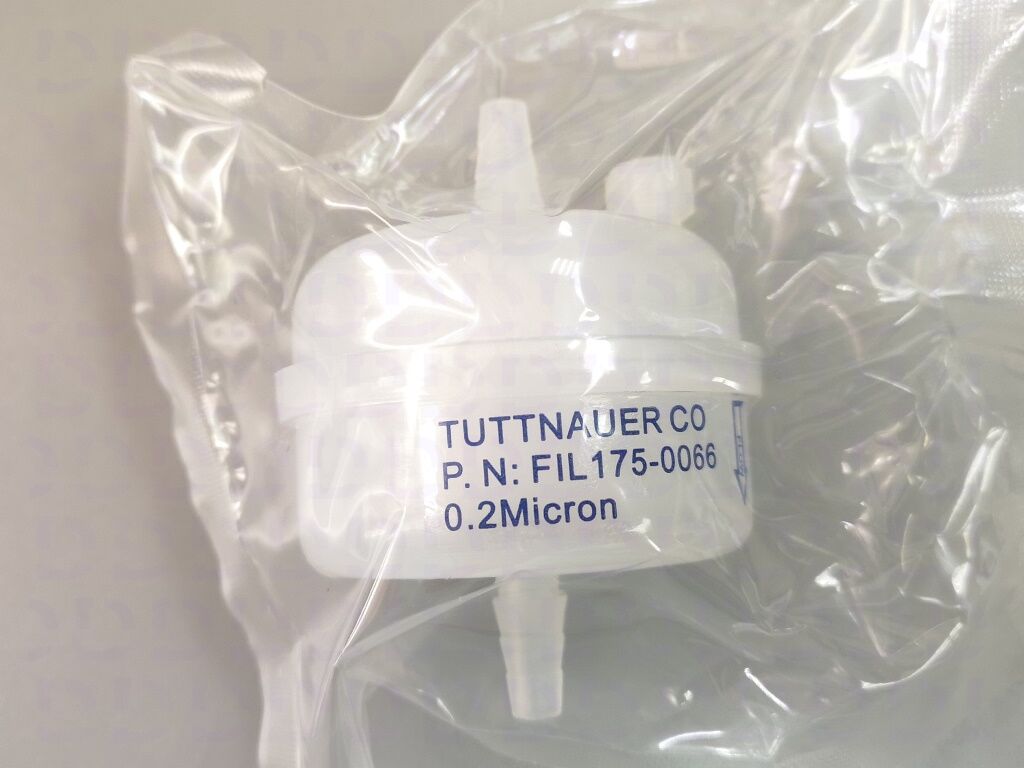 TUTTNAUER CO
P. N: FIL175-0066
0.2Micron